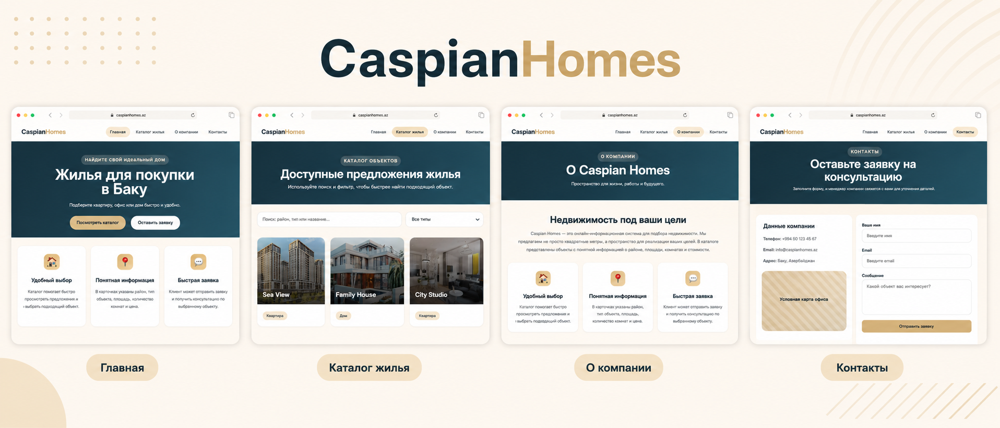 CaspianHomes
caspianhomes.az
CaspianHomes
Главная
Каталог жилья
О компании
Контакты
НАЙДИТЕ СВОЙ ИДЕАЛЬНЫЙ ДОМ
Жилья для покупки
в Баку
Подберите квартиру, офис или дом быстро и удобно.
Посмотреть каталог
Оставить заявку
Удобный выбор
Каталог помогает быстро
просмотреть предложения и
выбрать подходящий объект.
Понятная информация
В карточках указаны район, тип
объекта, площадь, количество
комнат и цена.
Быстрая заявка
Клиент может отправить заявку
и получить консультацию по
выбранному объекту.
Главная
caspianhomes.az
CaspianHomes
Главная
Каталог жилья
О компании
Контакты
КАТАЛОГ ОБЪЕКТОВ
Доступные предложения жилья
Используйте поиск и фильтр, чтобы быстрее найти подходящий объект.
Поиск: район, тип или название...
Все типы
Sea View
Квартира
Family House
Дом
City Studio
Квартира
Каталог жилья
caspianhomes.az
CaspianHomes
Главная
Каталог жилья
О компании
Контакты
О КОМПАНИИ
О Caspian Homes
Пространство для жизни, работы и будущего.
Недвижимость под ваши цели
Caspian Homes — это онлайн-информационная система для подбора недвижимости. Мы
предлагаем не просто квадратные метры, а пространство для реализации ваших целей. В каталоге
представлены объекты с понятной информацией о районе, площади, комнатах и стоимости.
Удобный выбор
Каталог помогает быстро
просмотреть предложения и
выбрать подходящий объект.
Понятная информация
В карточках указаны район,
тип объекта, площадь,
количество комнат и цена.
Быстрая заявка
Клиент может отправить заявку
и получить консультацию по
выбранному объекту.
О компании
caspianhomes.az
CaspianHomes
Главная
Каталог жилья
О компании
Контакты
КОНТАКТЫ
Оставьте заявку на
консультацию
Заполните форму, и менеджер компании свяжется с вами для уточнения деталей.
Данные компании
Телефон: +994 50 123 45 67
Email: info@caspianhomes.az
Адрес: Баку, Азербайджан
Условная карта офиса
Ваше имя
Введите имя
Email
Введите email
Сообщение
Какой объект вас интересует?
Отправить заявку
Контакты